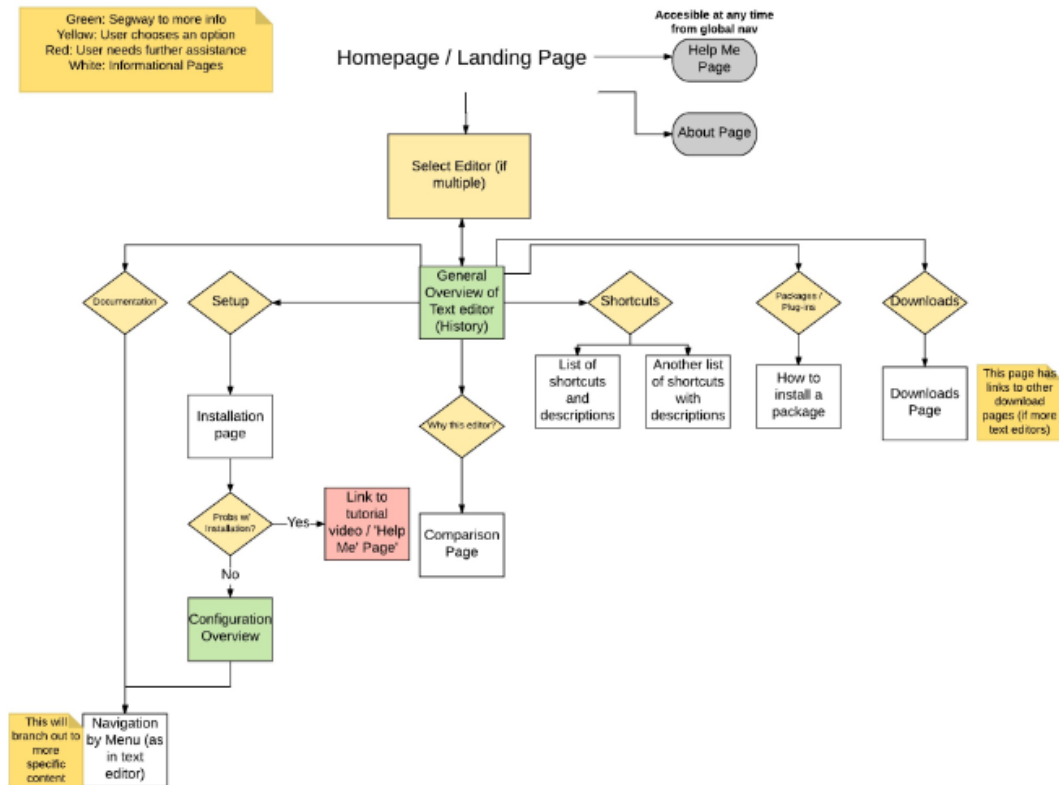 Green: Segway to more info
Yellow: User chooses an option
Red: User needs further assistance
White: Informational Pages
Accesible at any time
from global nav
Homepage / Landing Page
Help Me
Page
About Page
Select Editor (if
multiple)
Documentation
Setup
General
Overview of
Text editor
(History)
Shortcuts
Packages /
Plug-ins
Downloads
List of
shortcuts
and
descriptions
Another list
of shortcuts
with
descriptions
How to
install a
package
Downloads
Page
This page has
links to other
download
pages (if more
text editors)
Installation
page
Why this editor?
Probs w/
Installation?
Yes
Link to
tutorial
video / 'Help
Me' Page'
Comparison
Page
No
Configuration
Overview
This will
branch out to
more
specific
content
Navigation
by Menu (as
in text
editor)